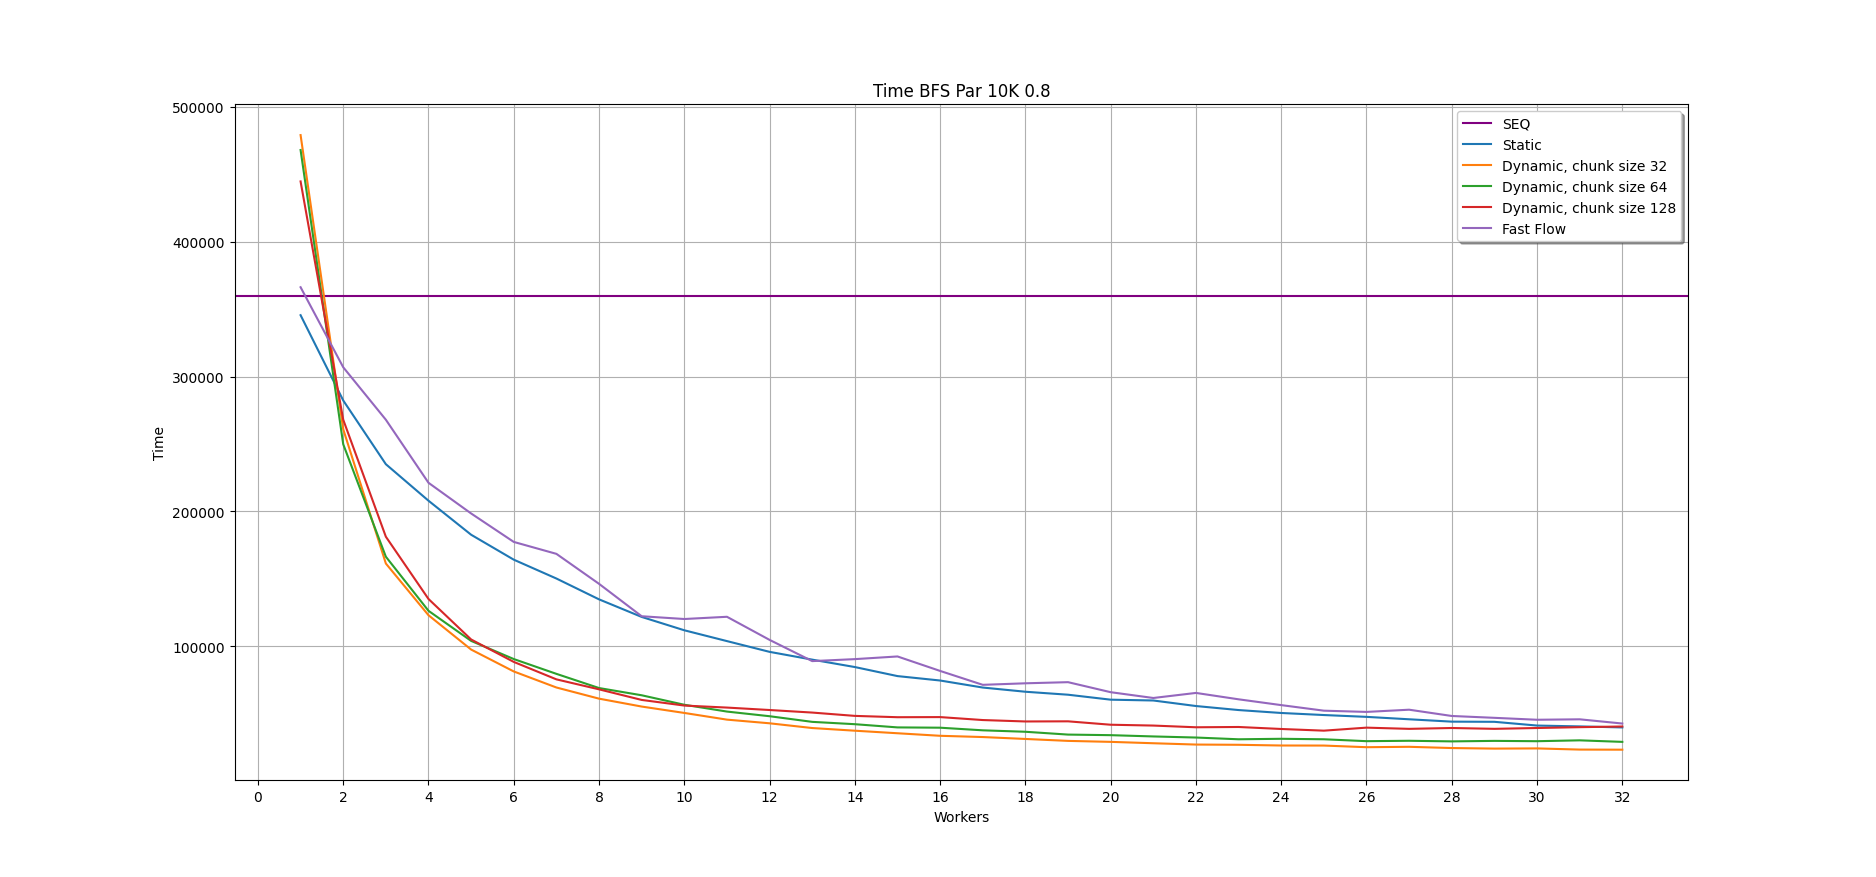 Time BFS Par 10K 0.8
500000
400000
300000
200000
100000
Time
SEQ
Static
Dynamic, chunk size 32
Dynamic, chunk size 64
Dynamic, chunk size 128
Fast Flow
0 2 4 6 8 10 12 14 16 18 20 22 24 26 28 30 32
Workers